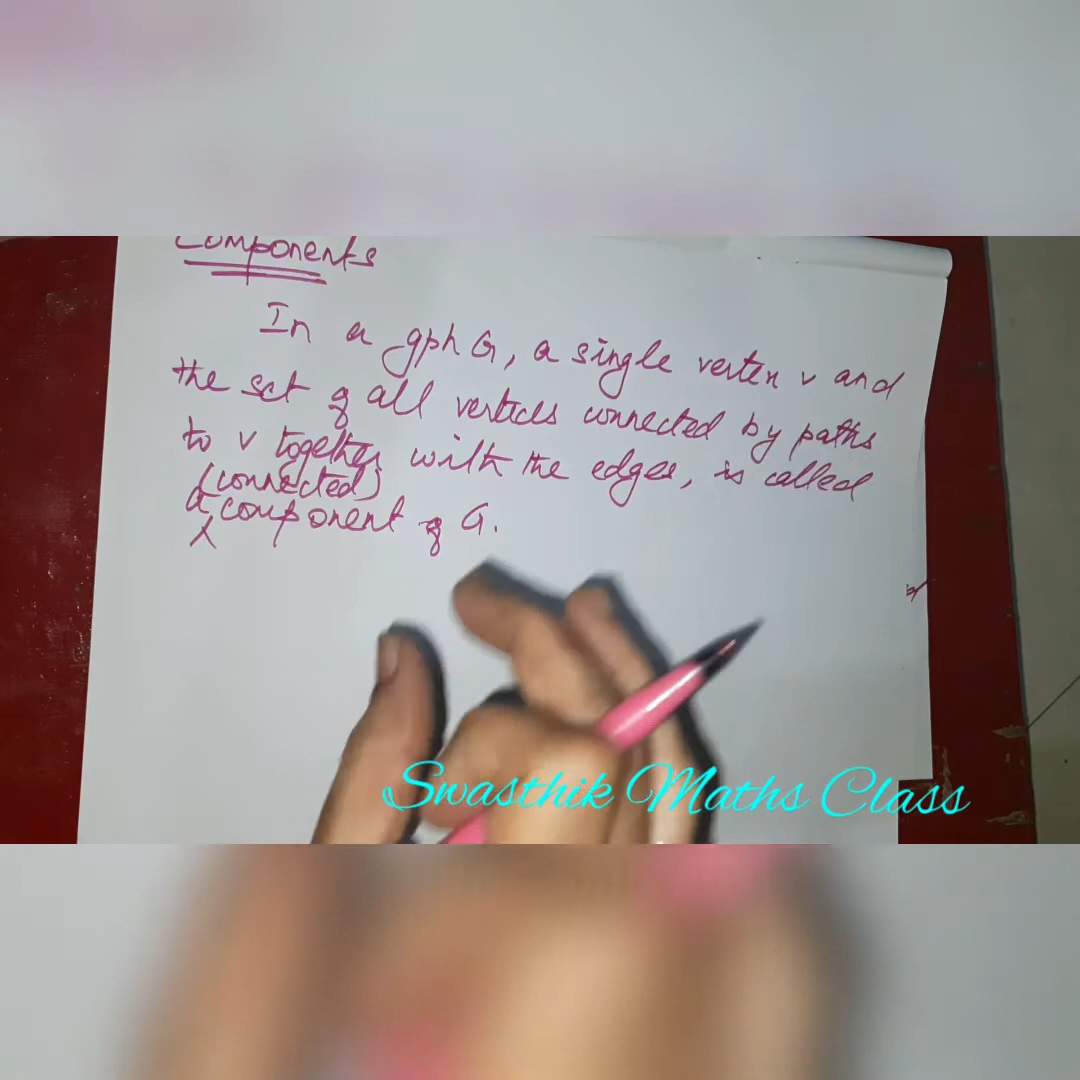 Components
In a gph G, a single vertex v and
the set of all vertices connected by paths
to v together with the edges, is called
(connected)
a component of G.
Swasthik Maths Class